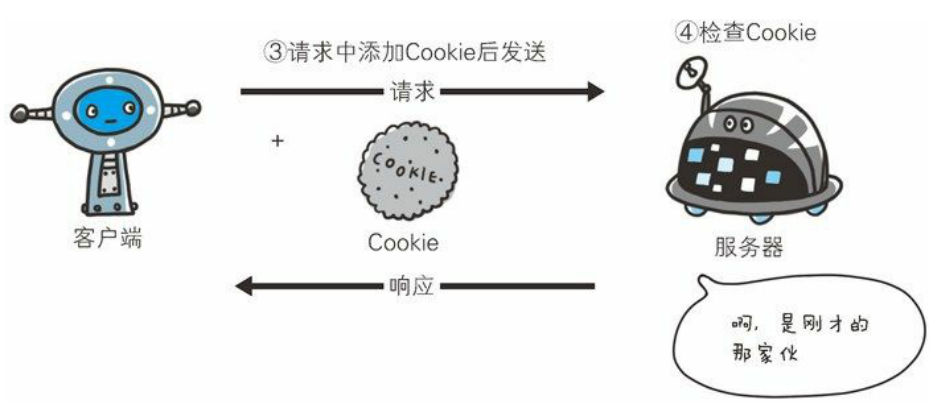 ④检查Cookie
③请求中添加Cookie后发送
请求
+
COOKIE.
客户端
Cookie
服务器
响应
啊，是刚才的
那家伙